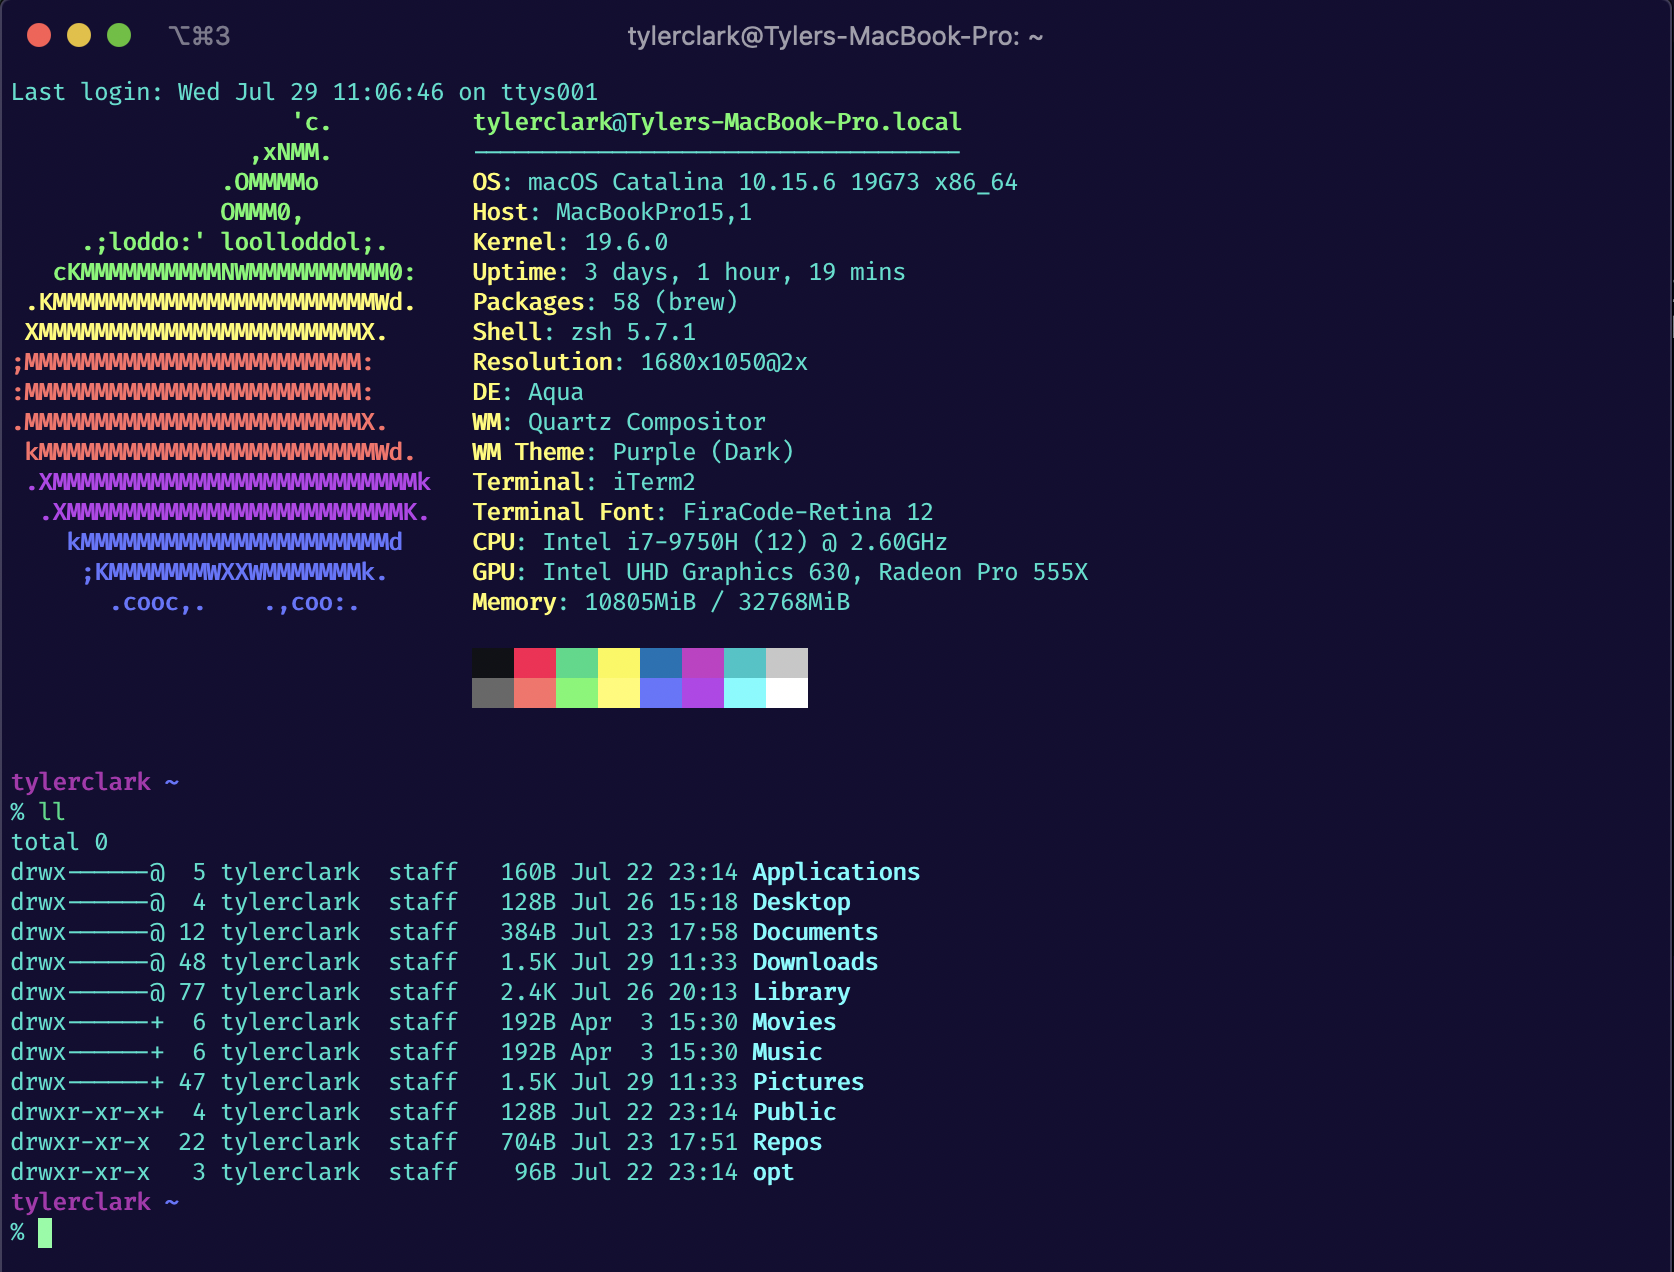 ⌥⌘3 tylerclark@Tylers-MacBook-Pro: ~
Last login: Wed Jul 29 11:06:46 on ttys001
                    'c.          tylerclark@Tylers-MacBook-Pro.local
                 ,xNMM.          -----------------------------------
               .OMMMMo           OS: macOS Catalina 10.15.6 19G73 x86_64
               OMMM0,            Host: MacBookPro15,1
     .;loddo:' loolloddol;.      Kernel: 19.6.0
   cKMMMMMMMMMMNWMMMMMMMMMM0:    Uptime: 3 days, 1 hour, 19 mins
 .KMMMMMMMMMMMMMMMMMMMMMMMWd.    Packages: 58 (brew)
 XMMMMMMMMMMMMMMMMMMMMMMMX.      Shell: zsh 5.7.1
;MMMMMMMMMMMMMMMMMMMMMMMM:       Resolution: 1680x1050@2x
:MMMMMMMMMMMMMMMMMMMMMMMM:       DE: Aqua
.MMMMMMMMMMMMMMMMMMMMMMMMX.      WM: Quartz Compositor
 kMMMMMMMMMMMMMMMMMMMMMMMMWd.    WM Theme: Purple (Dark)
 .XMMMMMMMMMMMMMMMMMMMMMMMMMMk   Terminal: iTerm2
  .XMMMMMMMMMMMMMMMMMMMMMMMMK.   Terminal Font: FiraCode-Retina 12
    kMMMMMMMMMMMMMMMMMMMMMMd     CPU: Intel i7-9750H (12) @ 2.60GHz
     ;KMMMMMMMWXXWMMMMMMMk.      GPU: Intel UHD Graphics 630, Radeon Pro 555X
       .cooc,.    .,coo:.        Memory: 10805MiB / 32768MiB
tylerclark ~
% ll
total 0
drwx------@  5 tylerclark  staff   160B Jul 22 23:14 Applications
drwx------@  4 tylerclark  staff   128B Jul 26 15:18 Desktop
drwx------@ 12 tylerclark  staff   384B Jul 23 17:58 Documents
drwx------@ 48 tylerclark  staff   1.5K Jul 29 11:33 Downloads
drwx------@ 77 tylerclark  staff   2.4K Jul 26 20:13 Library
drwx------+  6 tylerclark  staff   192B Apr  3 15:30 Movies
drwx------+  6 tylerclark  staff   192B Apr  3 15:30 Music
drwx------+ 47 tylerclark  staff   1.5K Jul 29 11:33 Pictures
drwxr-xr-x+  4 tylerclark  staff   128B Jul 22 23:14 Public
drwxr-xr-x  22 tylerclark  staff   704B Jul 23 17:51 Repos
drwxr-xr-x   3 tylerclark  staff    96B Jul 22 23:14 opt
tylerclark ~
%